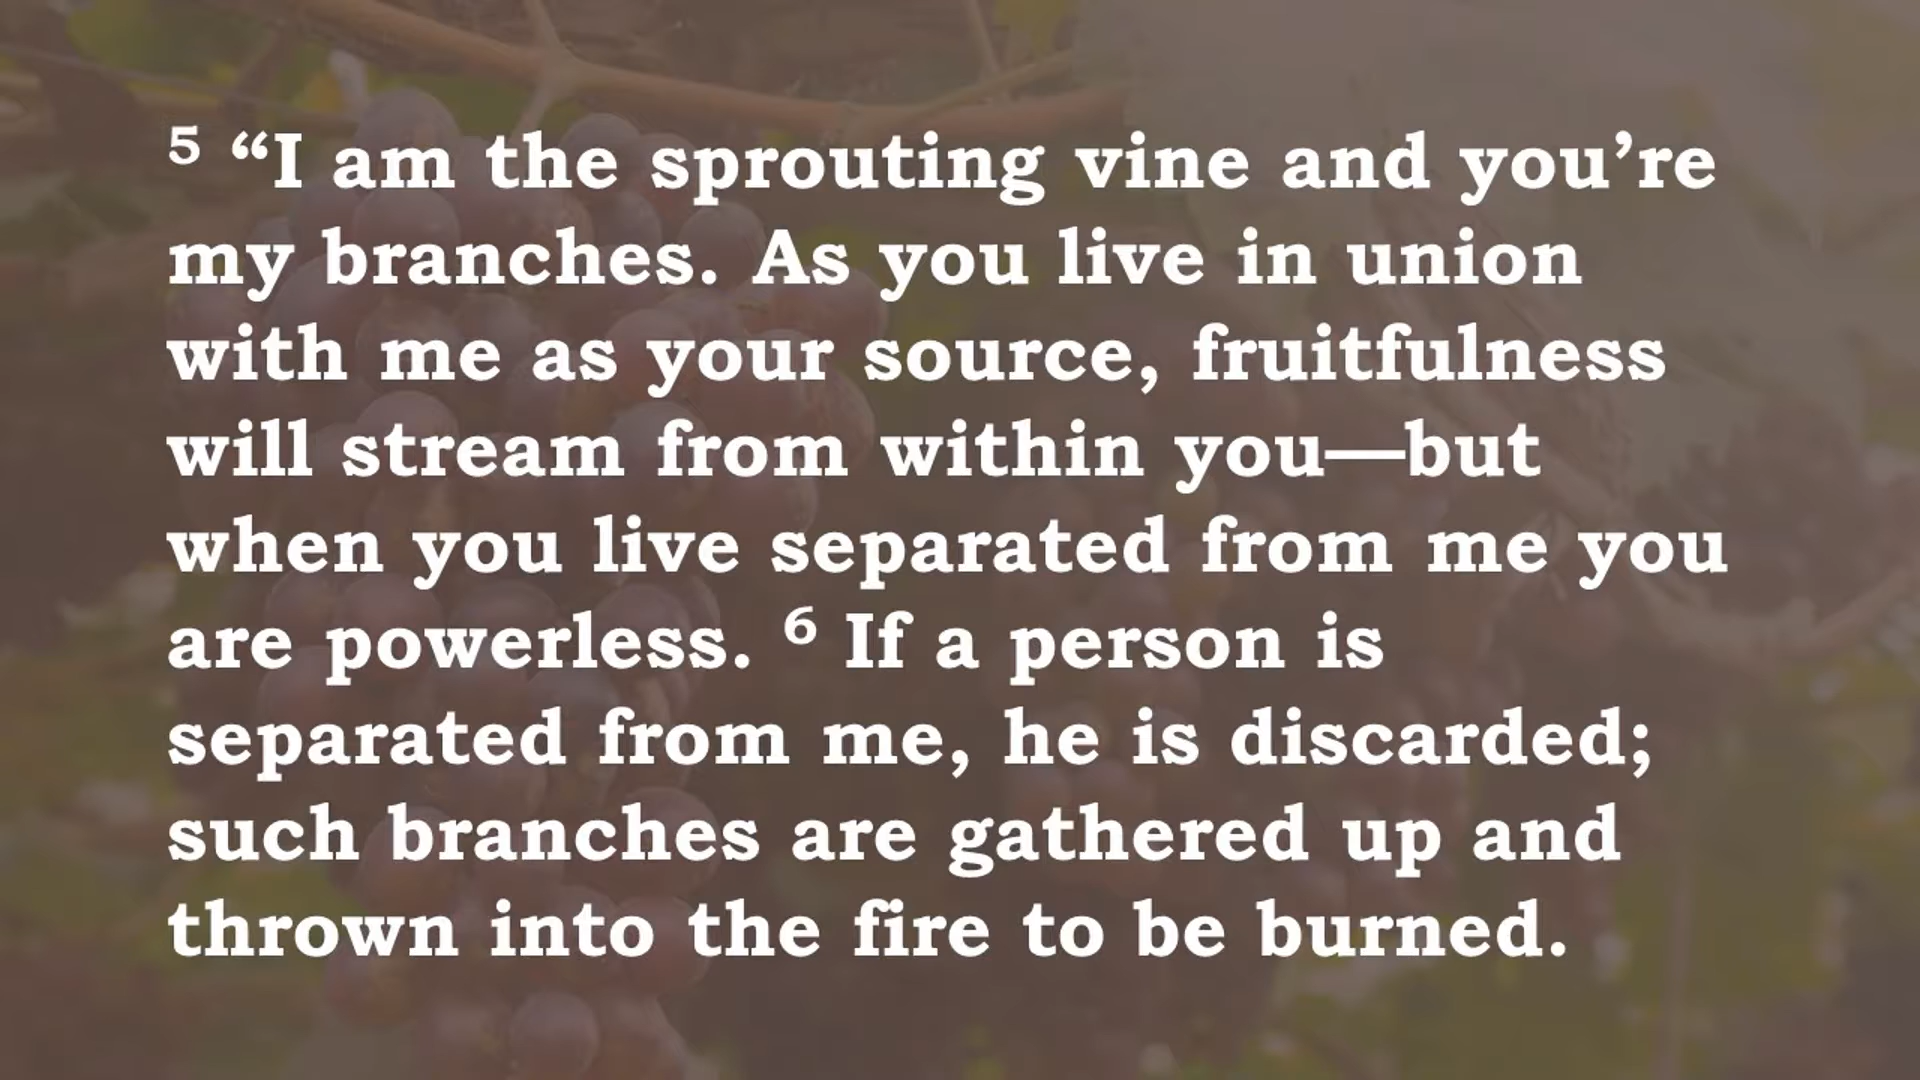 ⁵ “I am the sprouting vine and you’re
my branches. As you live in union
with me as your source, fruitfulness
will stream from within you—but
when you live separated from me you
are powerless. ⁶ If a person is
separated from me, he is discarded;
such branches are gathered up and
thrown into the fire to be burned.